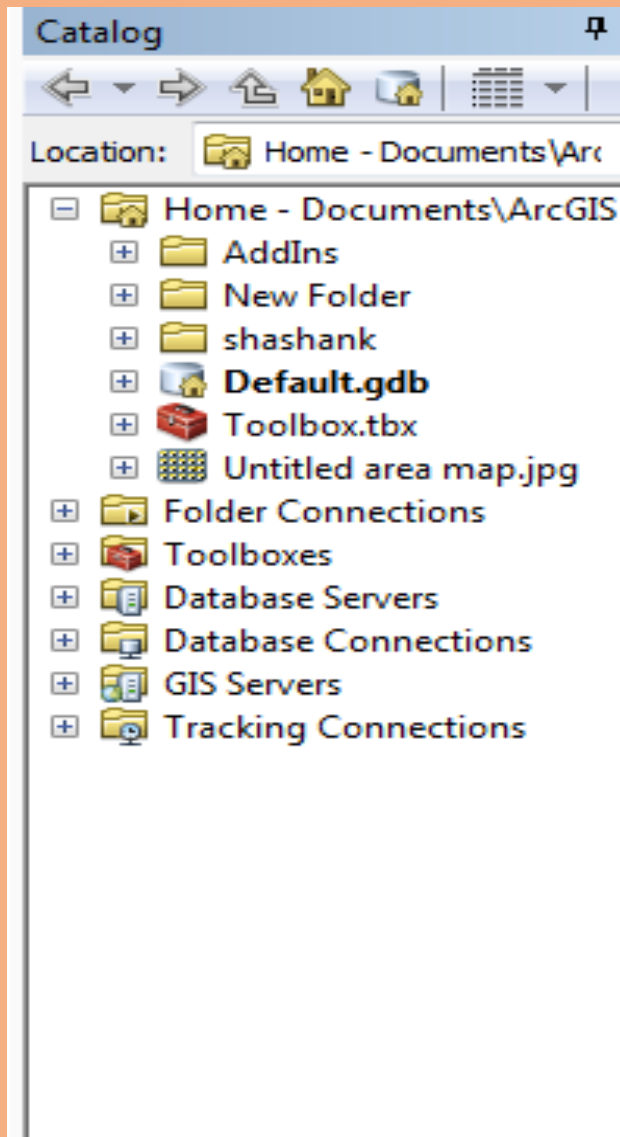 Catalog
Location: Home - Documents\Arc
Home - Documents\ArcGIS
AddIns
New Folder
shashank
Default.gdb
Toolbox.tbx
Untitled area map.jpg
Folder Connections
Toolboxes
Database Servers
Database Connections
GIS Servers
Tracking Connections